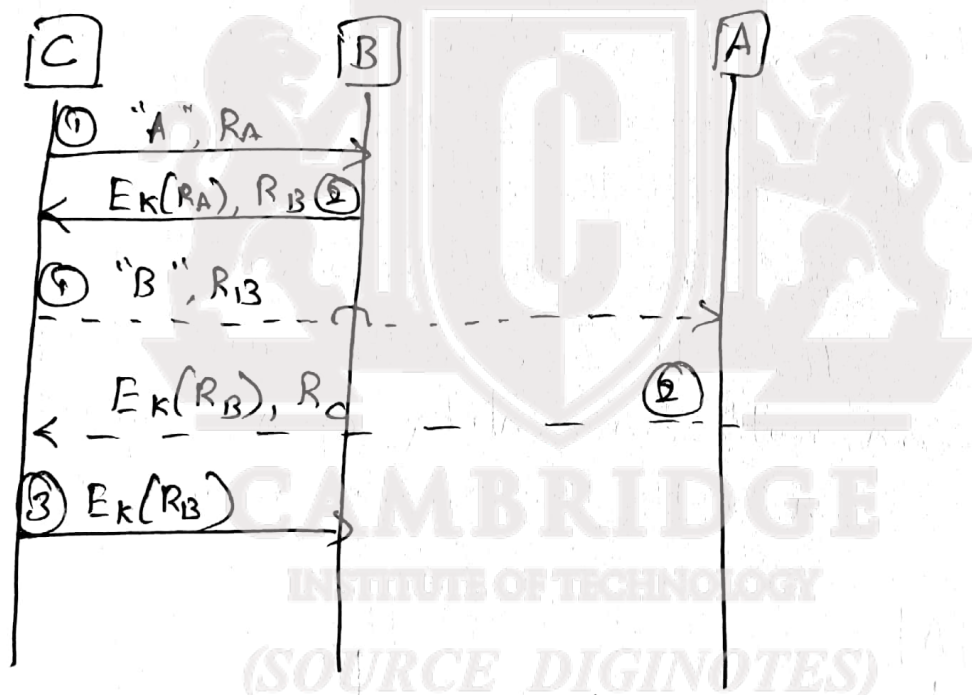 C B A
① "A", RA
EK(RA), RB ②
① "B", RB
②
EK(RB), RC
③ EK(RB)
CAMBRIDGE
INSTITUTE OF TECHNOLOGY
(SOURCE DIGINOTES)